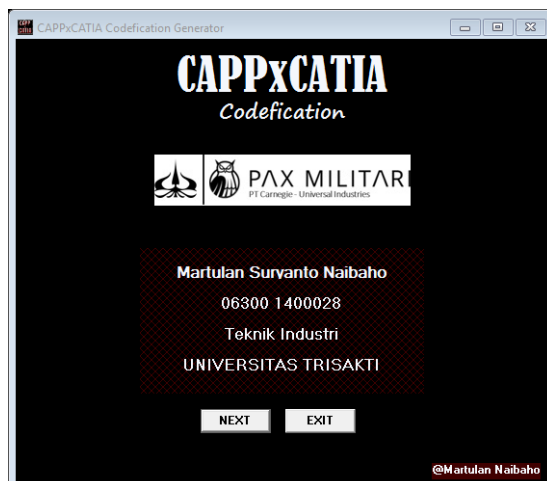 CAPPxCATIA Codefication Generator
CAPPxCATIA
Codefication
PAX MILITARI
PT Carnegie - Universal Industries
Martulan Suryanto Naibaho
06300 1400028
Teknik Industri
UNIVERSITAS TRISAKTI
NEXT EXIT
@Martulan Naibaho